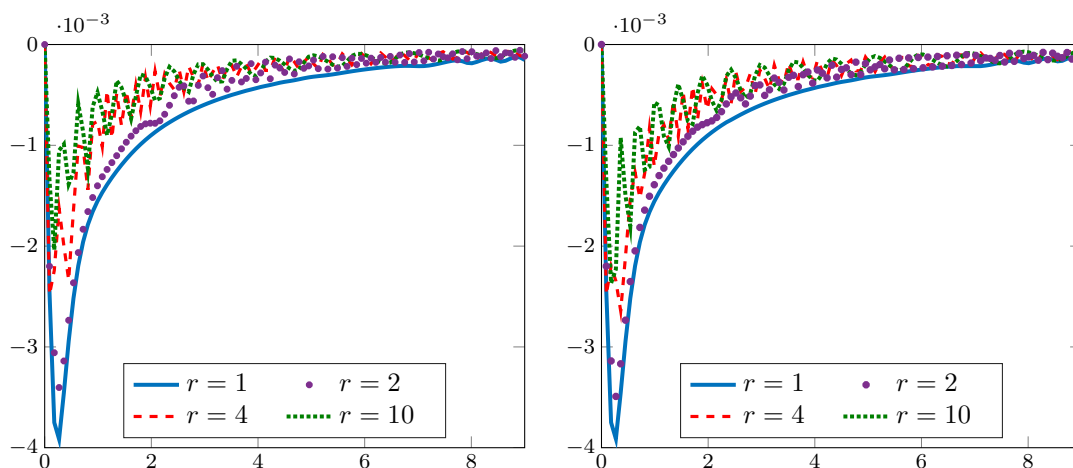 ·10−3
0
−1
−2
−3
−4
0 2 4 6 8
r = 1 r = 2
r = 4 r = 10
·10−3
0
−1
−2
−3
−4
0 2 4 6 8
r = 1 r = 2
r = 4 r = 10